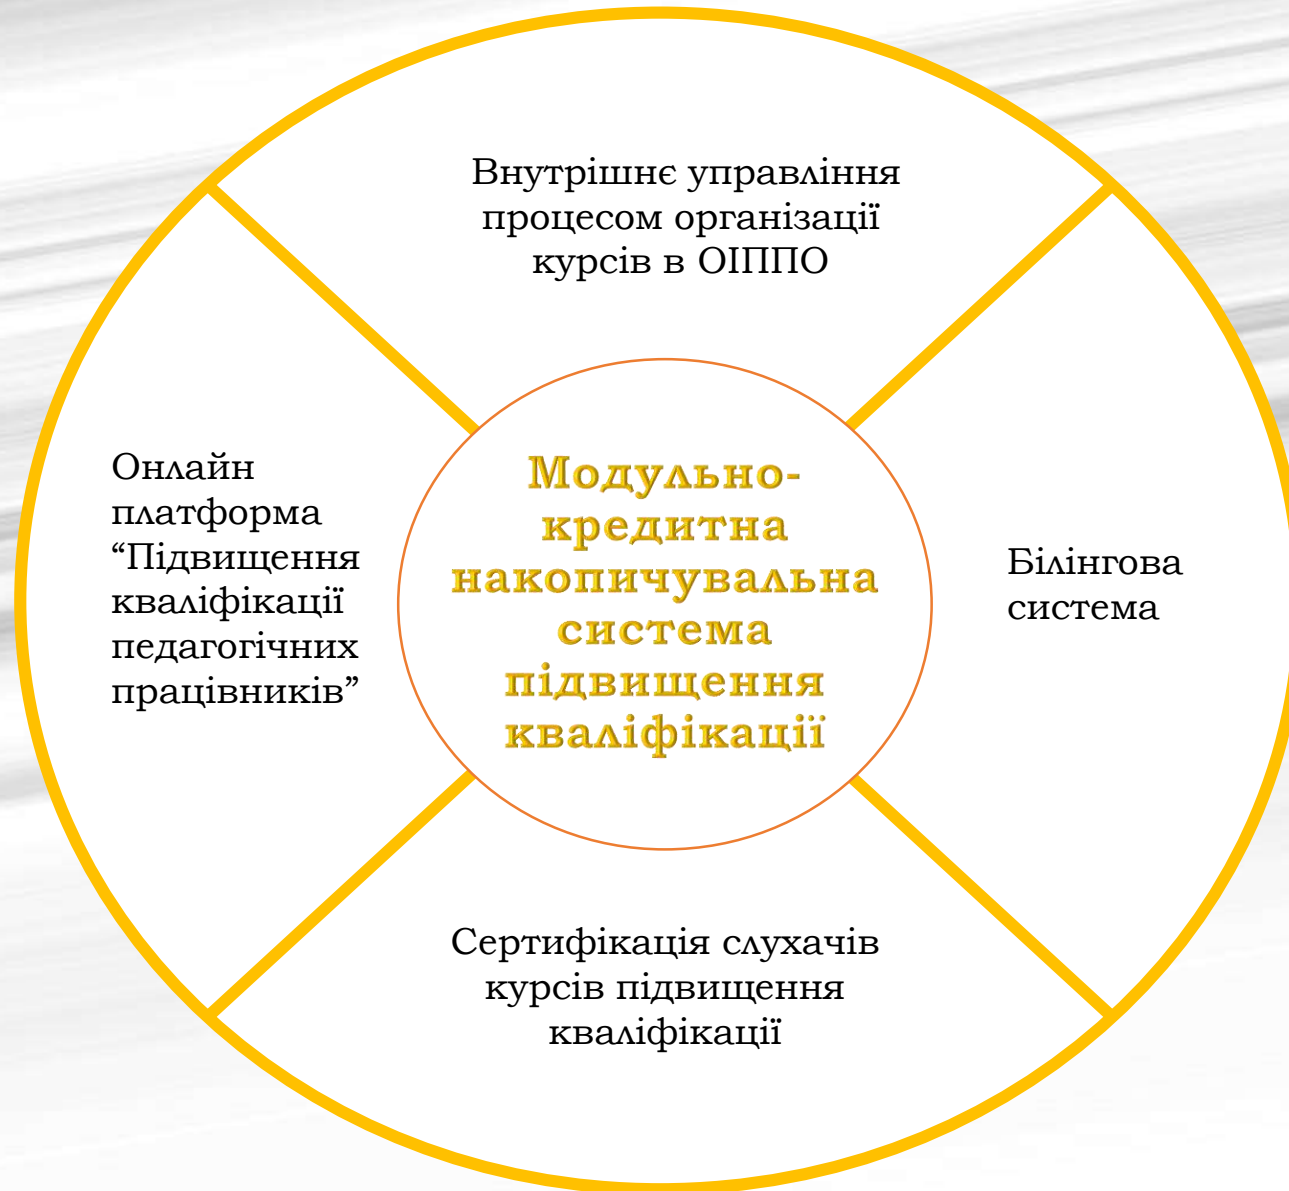 Внутрішнє управління
процесом організації
курсів в ОІППО
Онлайн
платформа
“Підвищення
кваліфікації
педагогічних
працівників”
Модульно-
кредитна
накопичувальна
система
підвищення
кваліфікації
Білінгова
система
Сертифікація слухачів
курсів підвищення
кваліфікації